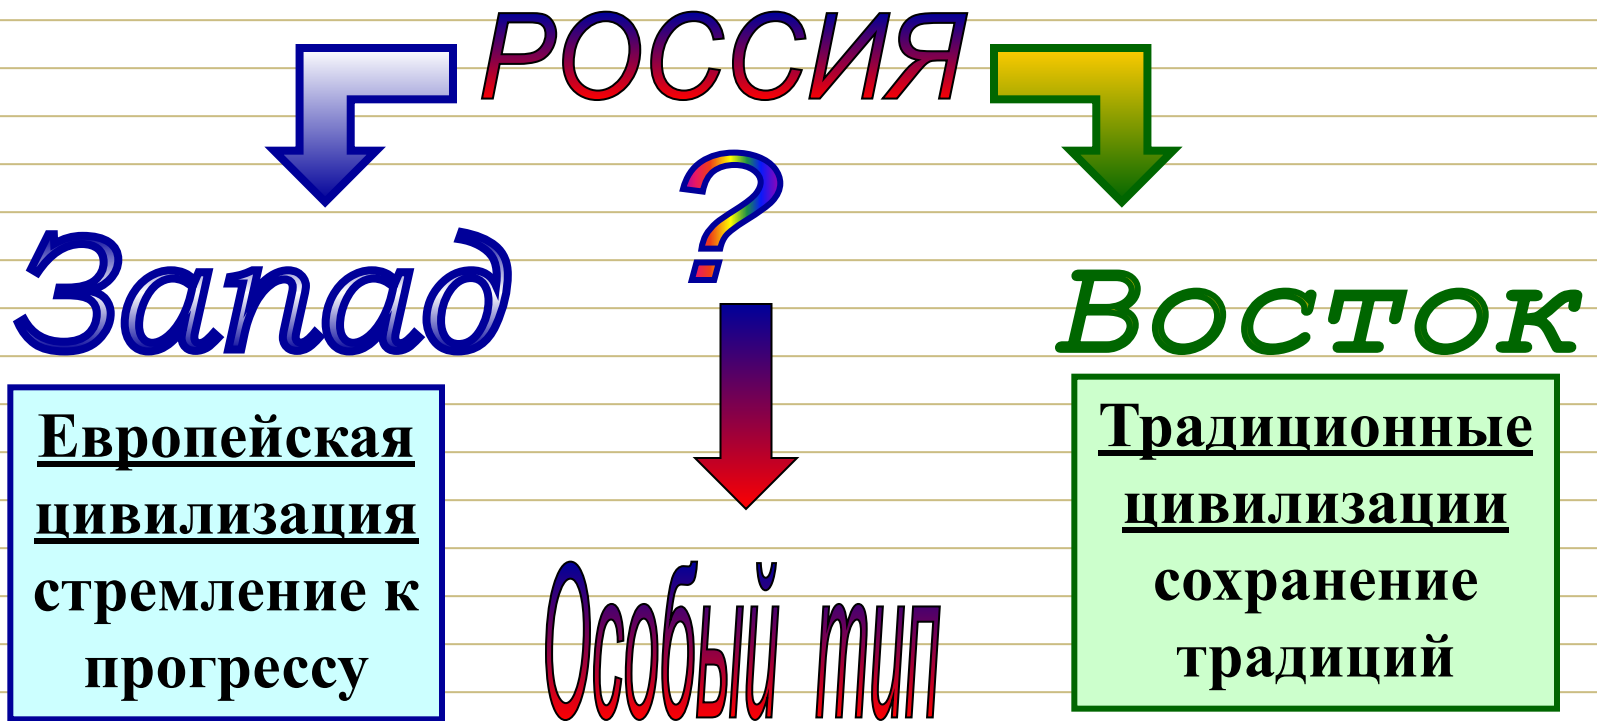 РОССИЯ
?
Запад
Восток
Европейская
цивилизация
стремление к
прогрессу
Традиционные
цивилизации
сохранение
традиций
Особый тип